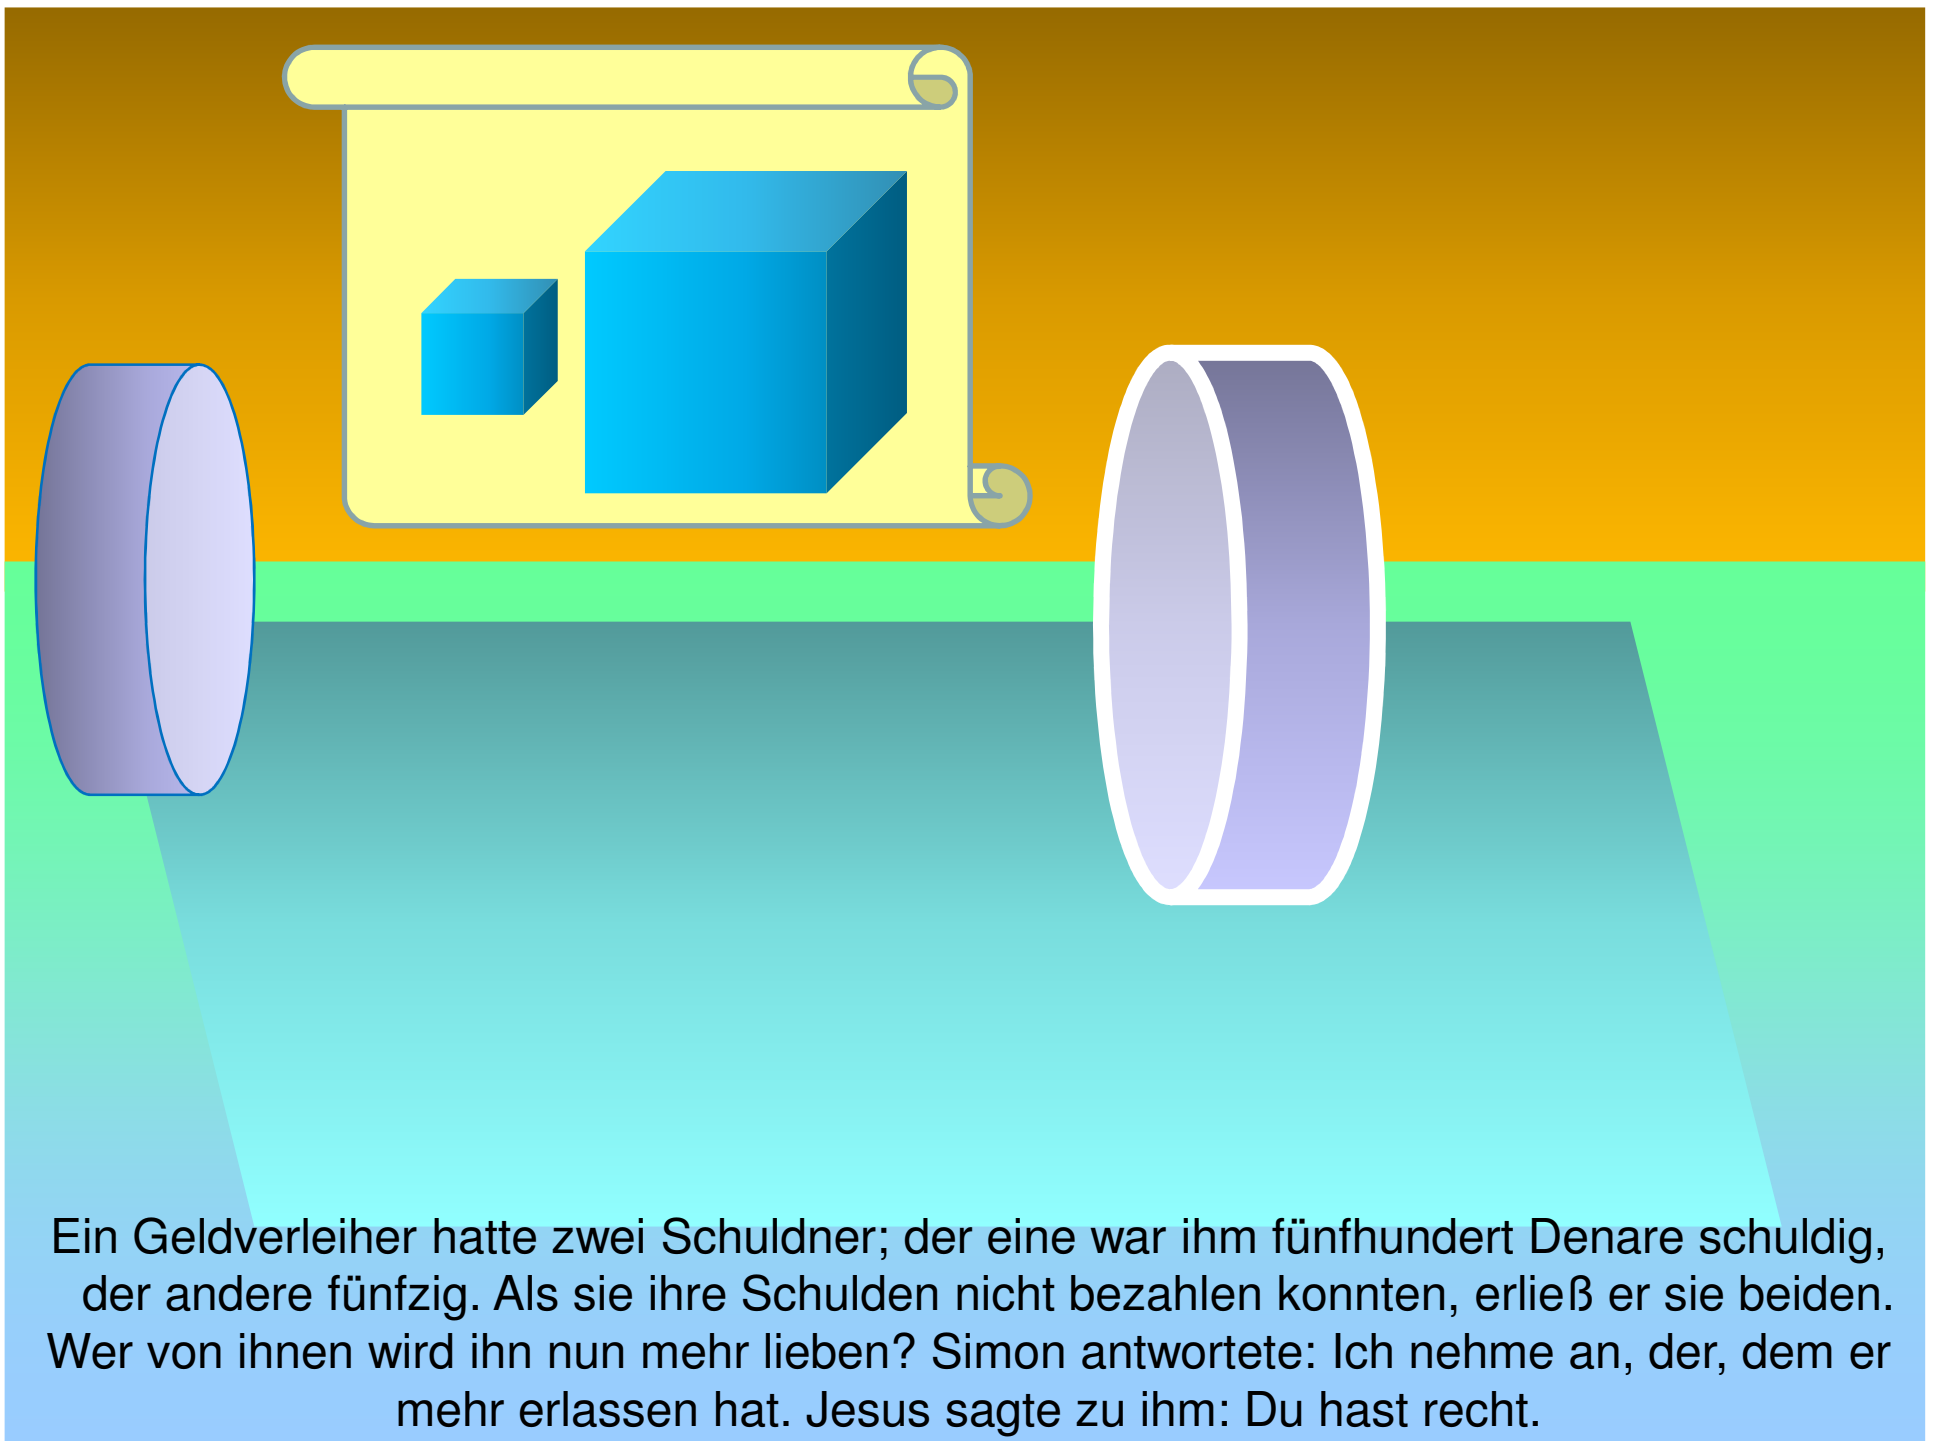 Ein Geldverleiher hatte zwei Schuldner; der eine war ihm fünfhundert Denare schuldig,
der andere fünfzig. Als sie ihre Schulden nicht bezahlen konnten, erließ er sie beiden.
Wer von ihnen wird ihn nun mehr lieben? Simon antwortete: Ich nehme an, der, dem er
mehr erlassen hat. Jesus sagte zu ihm: Du hast recht.